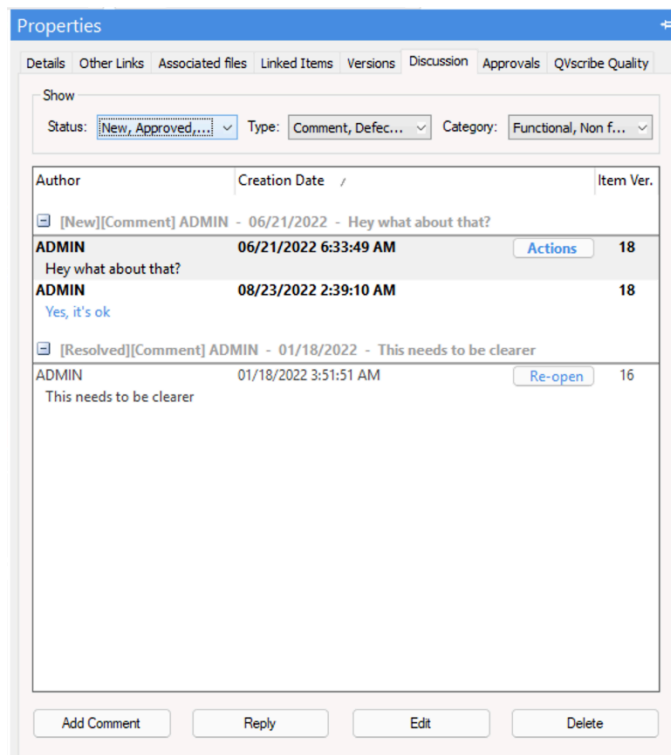 Properties
Details Other Links Associated files Linked Items Versions Discussion Approvals QVscribe Quality
Show
Status: New, Approved,... Type: Comment, Defec... Category: Functional, Non f...
Author Creation Date Item Ver.
[New][Comment] ADMIN - 06/21/2022 - Hey what about that?
ADMIN 06/21/2022 6:33:49 AM Actions 18
Hey what about that?
ADMIN 08/23/2022 2:39:10 AM 18
Yes, it's ok
[Resolved][Comment] ADMIN - 01/18/2022 - This needs to be clearer
ADMIN 01/18/2022 3:51:51 AM Re-open 16
This needs to be clearer
Add Comment Reply Edit Delete